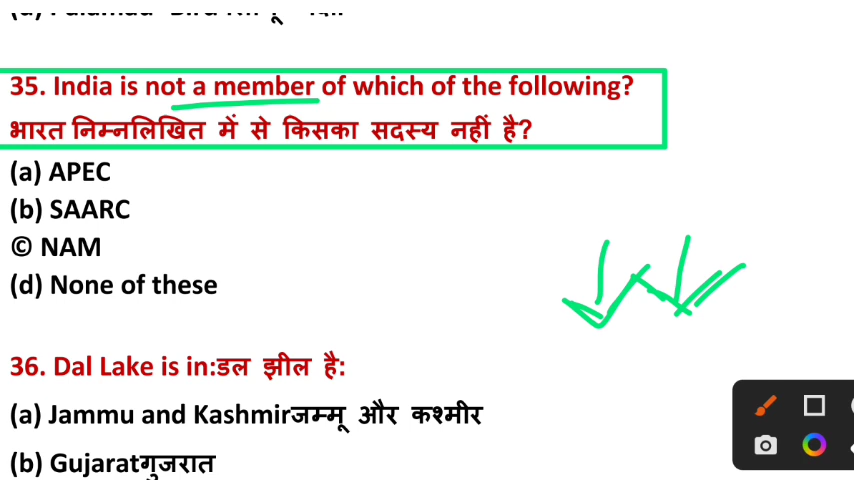 35. India is not a member of which of the following?
भारत निम्नलिखित में से किसका सदस्य नहीं है?
(a) APEC
(b) SAARC
© NAM
(d) None of these
36. Dal Lake is in:डल झील है:
(a) Jammu and Kashmirजम्मू और कश्मीर
(b) Gujaratगुजरात